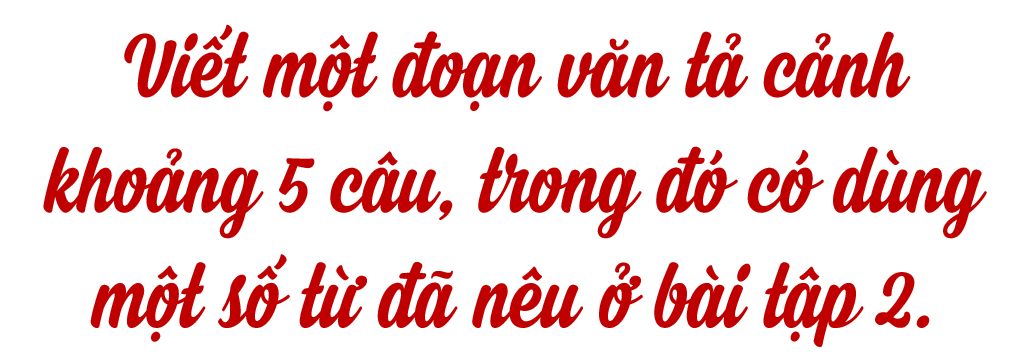 Viết một đoạn văn tả cảnh
khoảng 5 câu, trong đó có dùng
một số từ đã nêu ở bài tập 2.